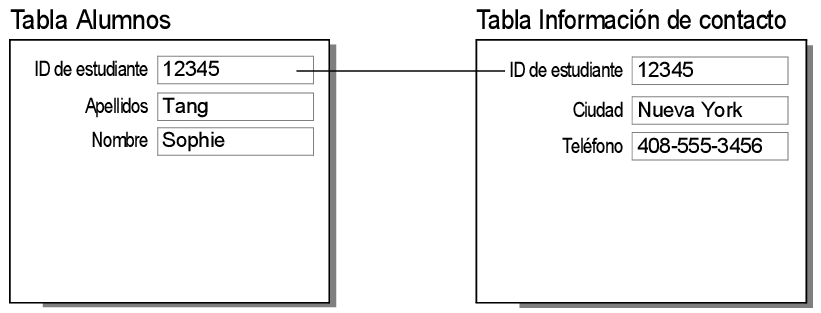 Tabla Alumnos
ID de estudiante 12345
Apellidos Tang
Nombre Sophie
Tabla Información de contacto
ID de estudiante 12345
Ciudad Nueva York
Teléfono 408-555-3456